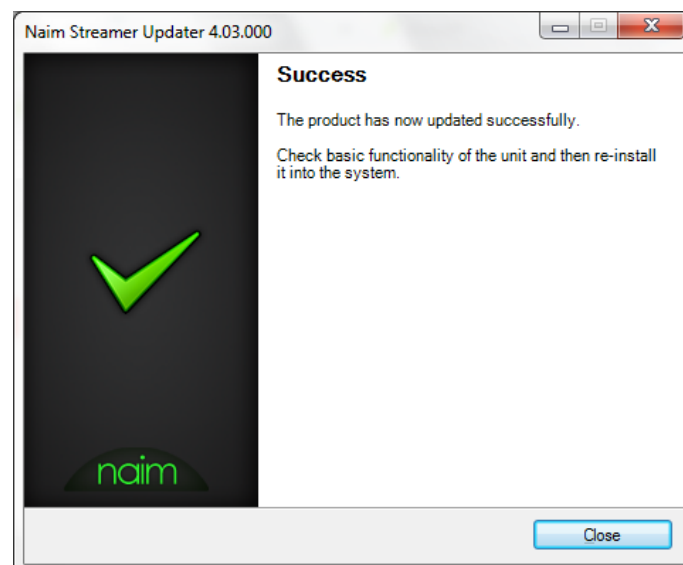 Naim Streamer Updater 4.03.000
Success
The product has now updated successfully.
Check basic functionality of the unit and then re-install
it into the system.
naim
Close